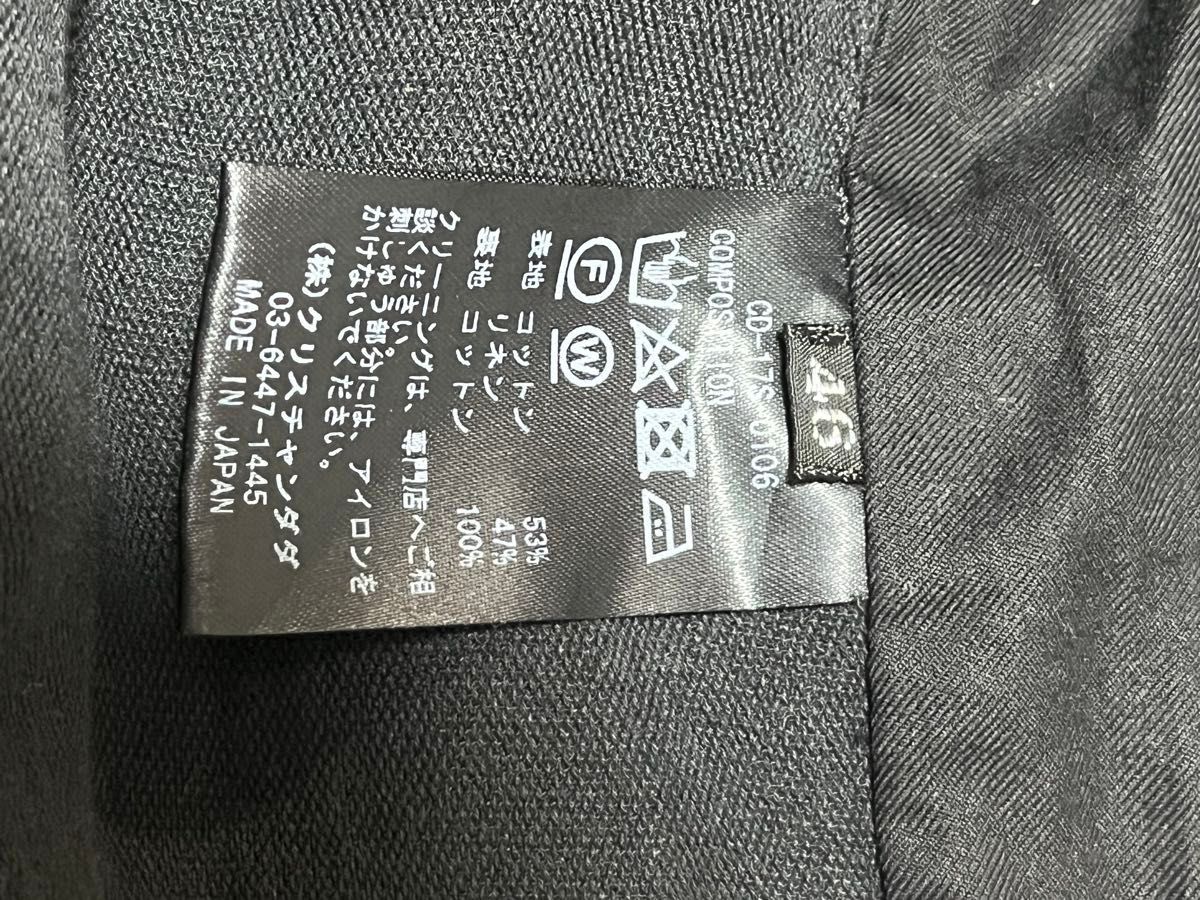 46
COMPOSITION
表地 コットン 53%
リネン 47%
裏地 コットン 100%
クリーニングは、専門店へご相
談ください。
刺しゅう部分には、アイロンを
かけないでください。
(株)クリスチャンダダ
03-6447-1445
MADE IN JAPAN